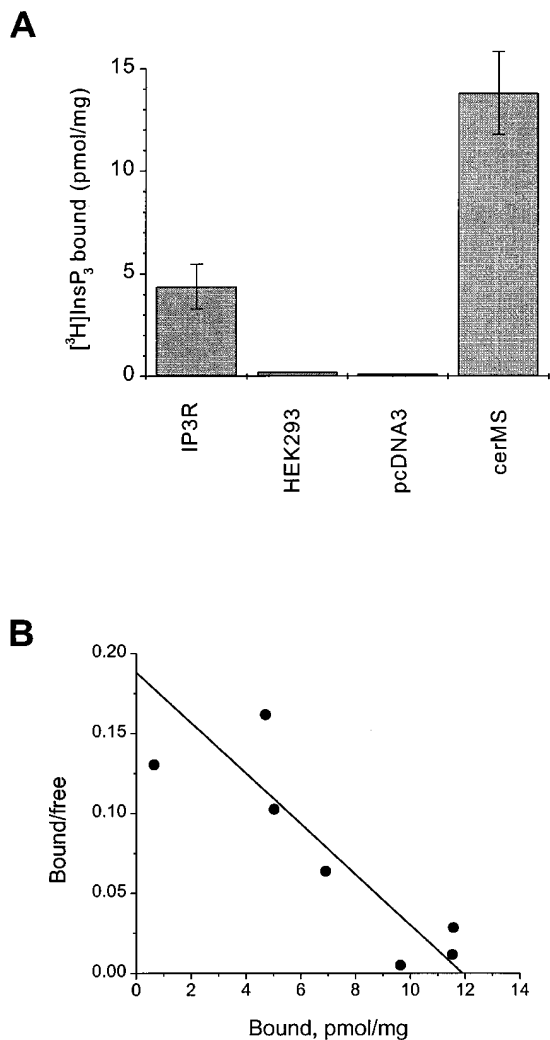 A
[³H]InsP₃ bound (pmol/mg)
15
10
5
0
IP3R
HEK293
pcDNA3
cerMS
B
Bound/free
0.20
0.15
0.10
0.05
0.00
0 2 4 6 8 10 12 14
Bound, pmol/mg